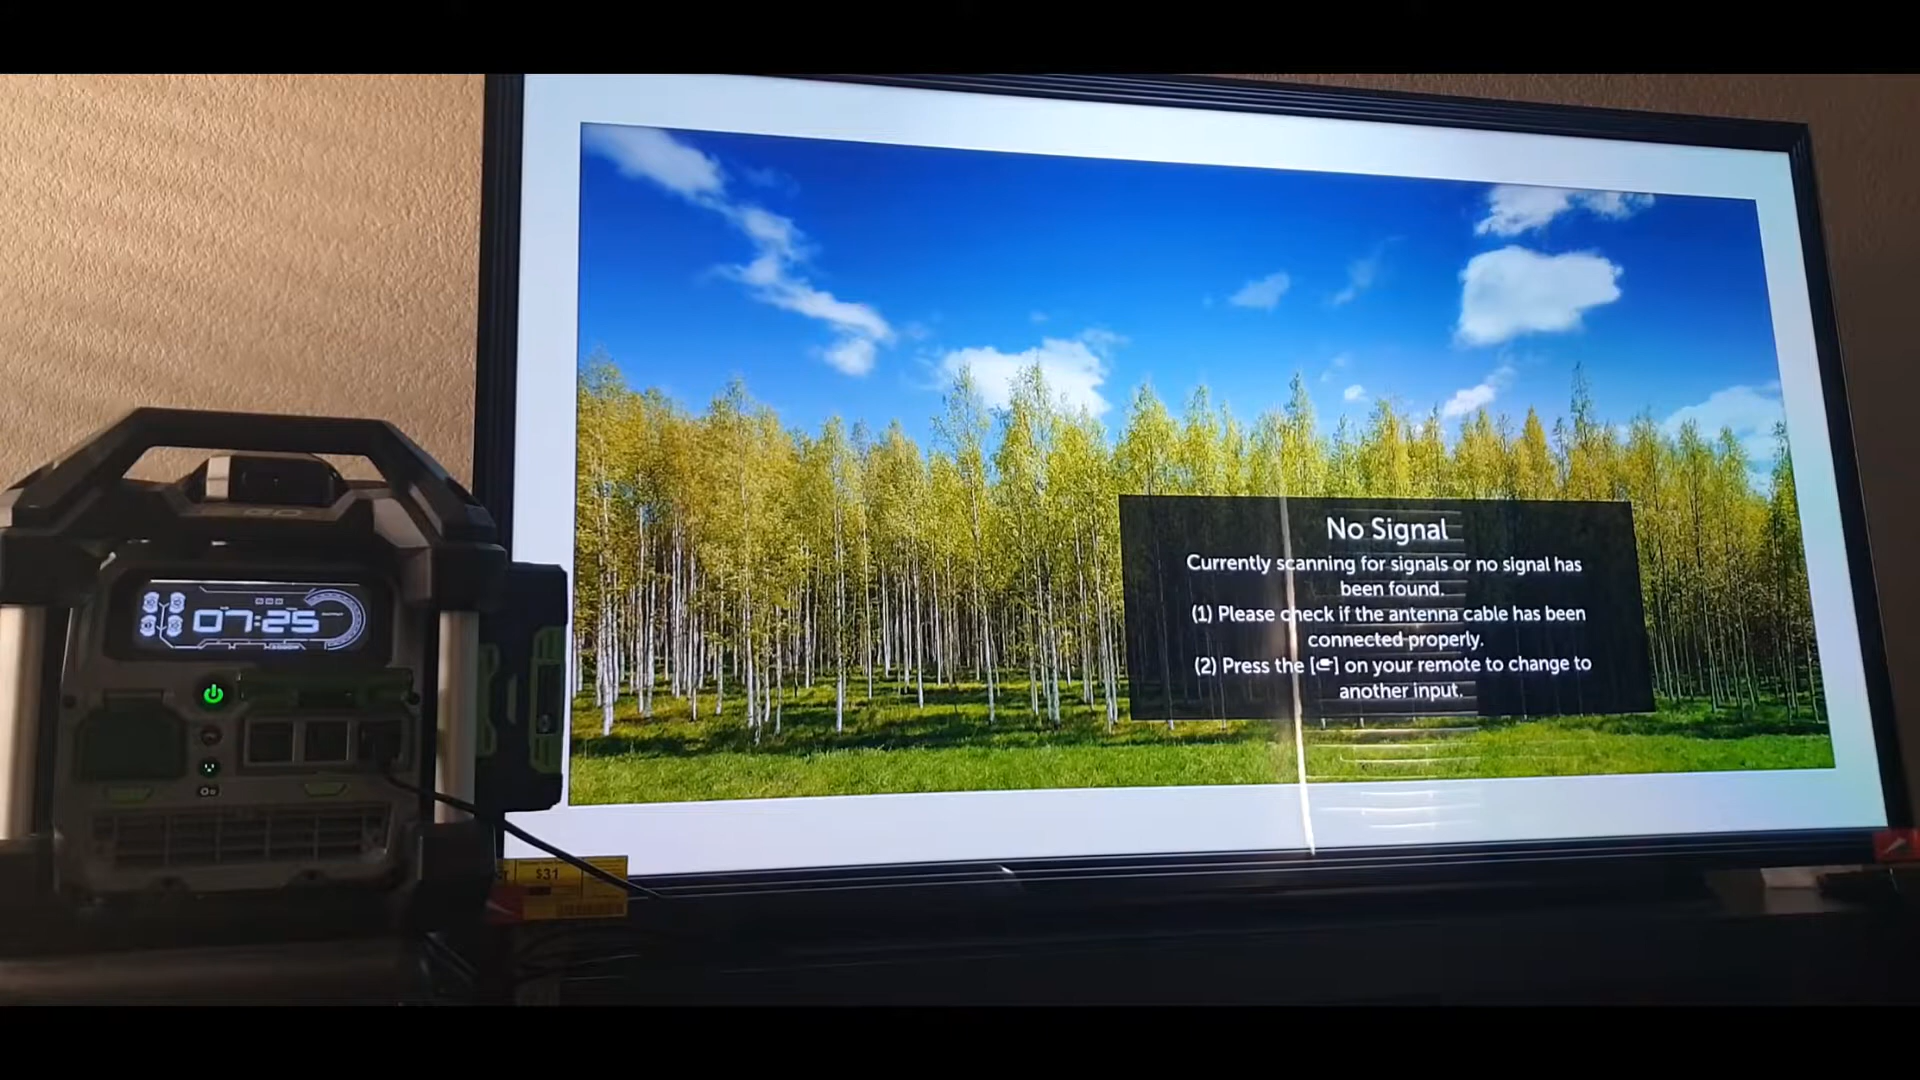 No Signal
Currently scanning for signals or no signal has
been found.
(1) Please check if the antenna cable has been
connected properly.
(2) Press the [ ] on your remote to change to
another input.
07:25
$31